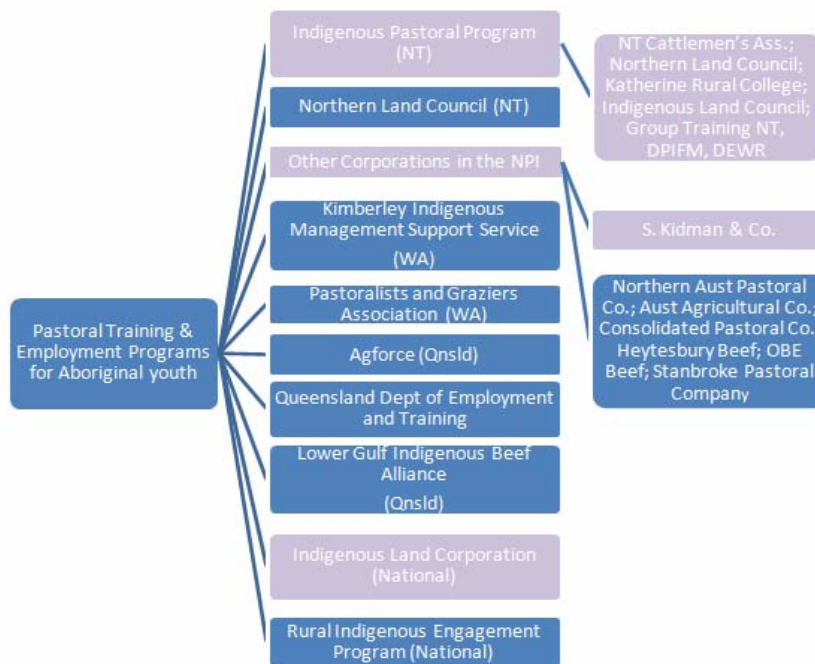 Pastoral Training &
Employment Programs
for Aboriginal youth
Indigenous Pastoral Program
(NT)
Northern Land Council (NT)
Other Corporations in the NPI
Kimberley Indigenous
Management Support Service
(WA)
Pastoralists and Graziers
Association (WA)
Agforce (Qnsld)
Queensland Dept of Employment
and Training
Lower Gulf Indigenous Beef
Alliance
(Qnsld)
Indigenous Land Corporation
(National)
Rural Indigenous Engagement
Program (National)
NT Cattlemen's Ass.;
Northern Land Council;
Katherine Rural College;
Indigenous Land Council;
Group Training NT,
DPIFM, DEWR
S. Kidman & Co.
Northern Aust Pastoral
Co.; Aust Agricultural Co.;
Consolidated Pastoral Co.
Heytesbury Beef; OBE
Beef; Stanbroke Pastoral
Company